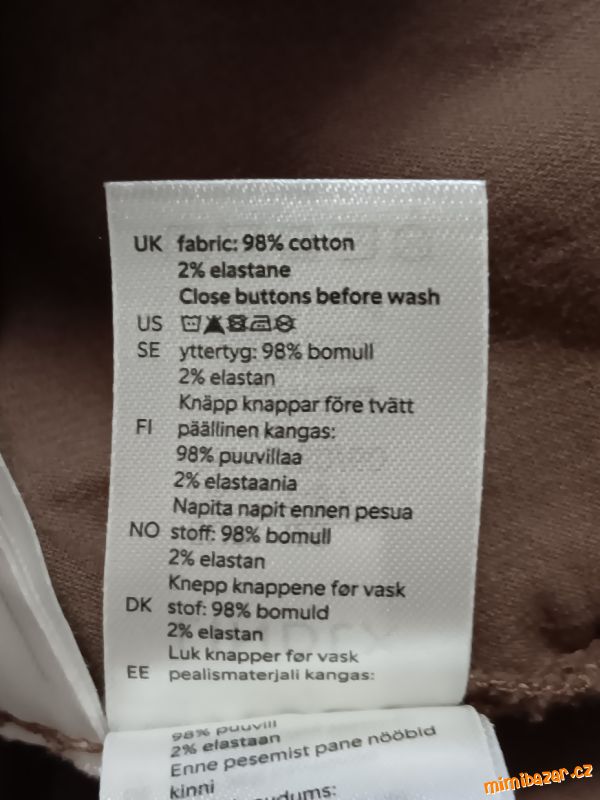 UK fabric: 98% cotton
2% elastane
Close buttons before wash
US
SE yttertyg: 98% bomull
2% elastan
Knäpp knappar före tvätt
FI päällinen kangas:
98% puuvillaa
2% elastaania
Napita napit ennen pesua
NO stoff: 98% bomull
2% elastan
Knepp knappene før vask
DK stof: 98% bomuld
2% elastan
Luk knapper før vask
EE pealismaterjali kangas:
98% puuvill
2% elastaan
Enne pesemist pane nööbid
kinni
mimibazar.cz